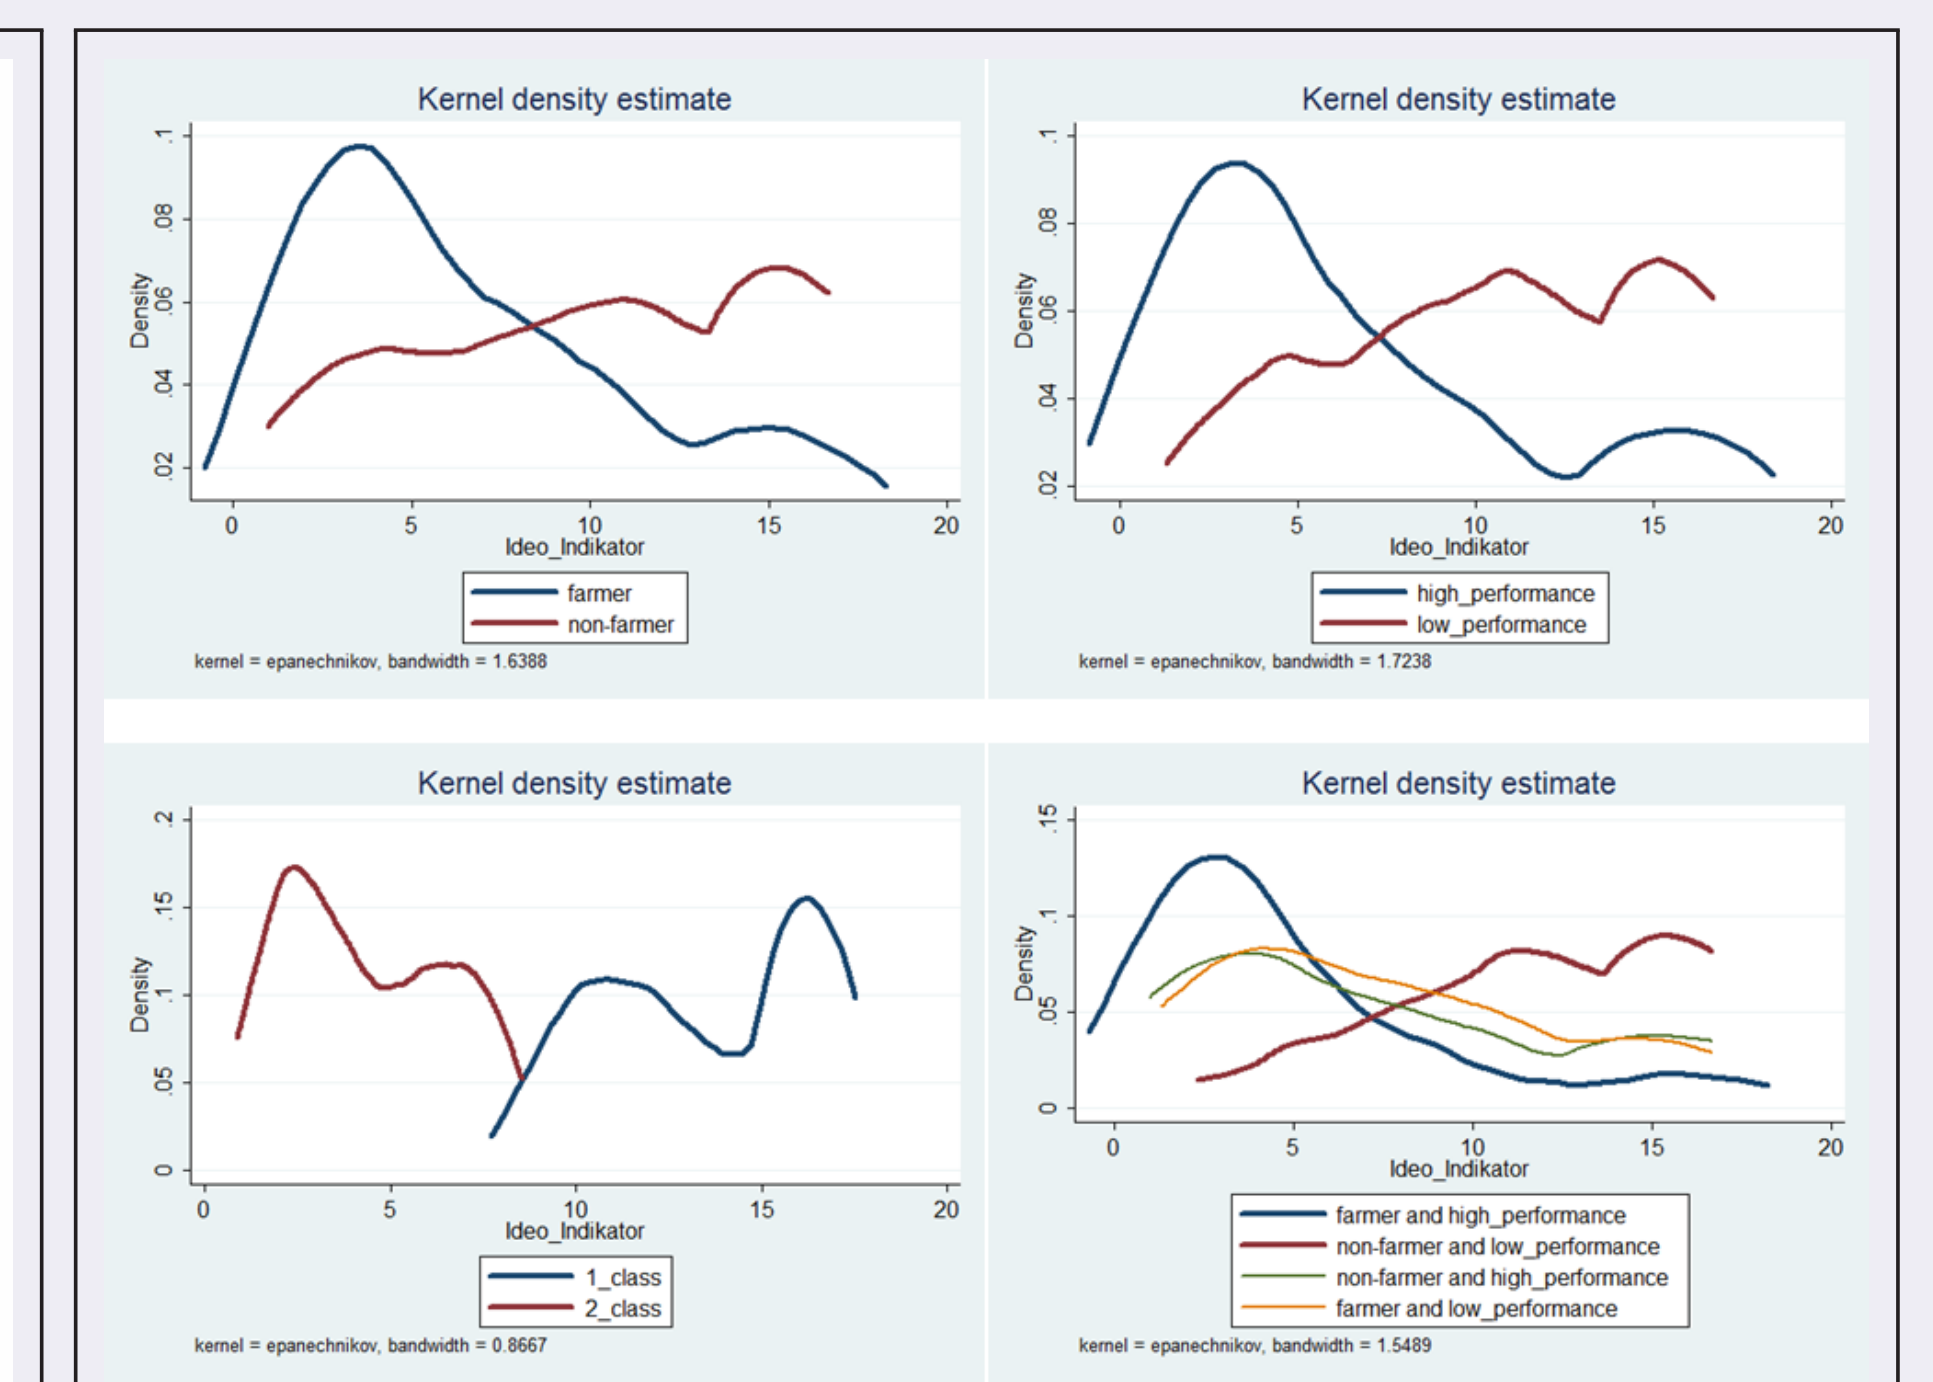 Kernel density estimate
Density
.1
.08
.06
.04
.02
0 5 10 15 20
Ideo_Indikator
farmer
non-farmer
kernel = epanechnikov, bandwidth = 1.6388
Kernel density estimate
Density
.1
.08
.06
.04
.02
0 5 10 15 20
Ideo_Indikator
high_performance
low_performance
kernel = epanechnikov, bandwidth = 1.7238
Kernel density estimate
Density
.2
.15
.1
.05
0
0 5 10 15 20
Ideo_Indikator
1_class
2_class
kernel = epanechnikov, bandwidth = 0.8667
Kernel density estimate
Density
.15
.1
.05
0
0 5 10 15 20
Ideo_Indikator
farmer and high_performance
non-farmer and low_performance
non-farmer and high_performance
farmer and low_performance
kernel = epanechnikov, bandwidth = 1.5489